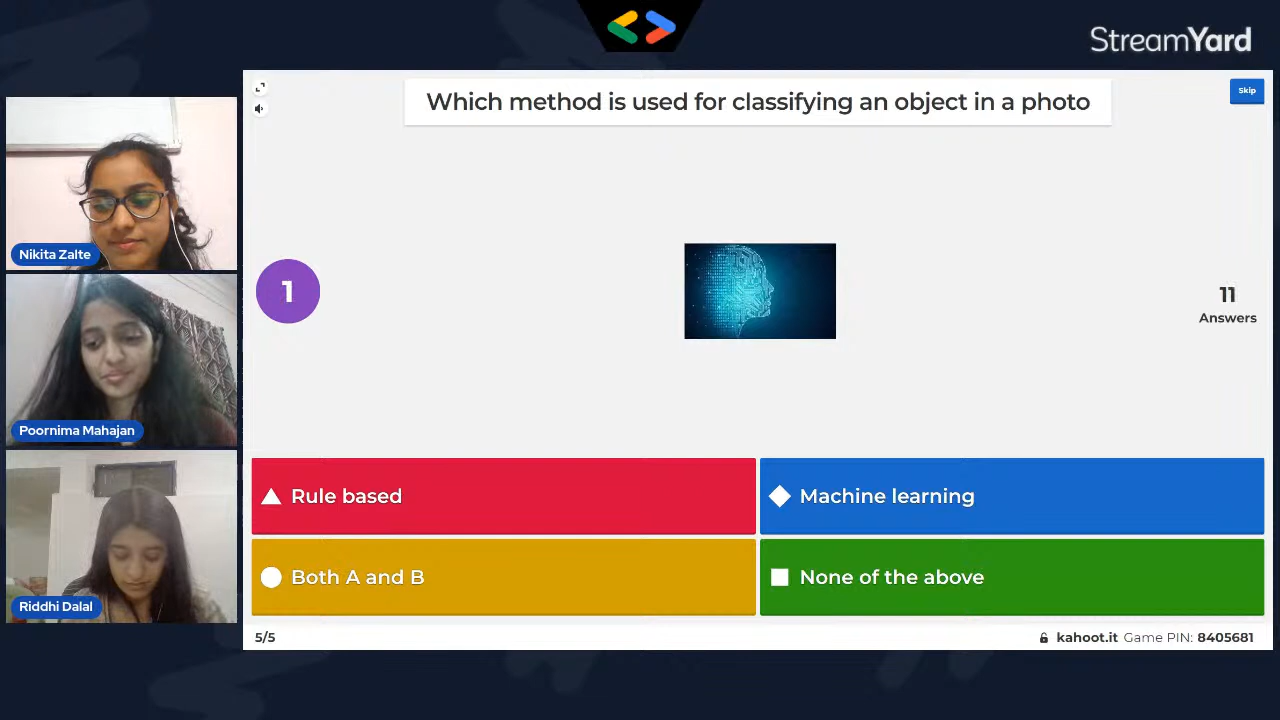 StreamYard
Which method is used for classifying an object in a photo
Skip
Nikita Zalte
1
11
Answers
Poornima Mahajan
Rule based
Machine learning
Both A and B
None of the above
Riddhi Dalal
5/5
kahoot.it Game PIN: 8405681